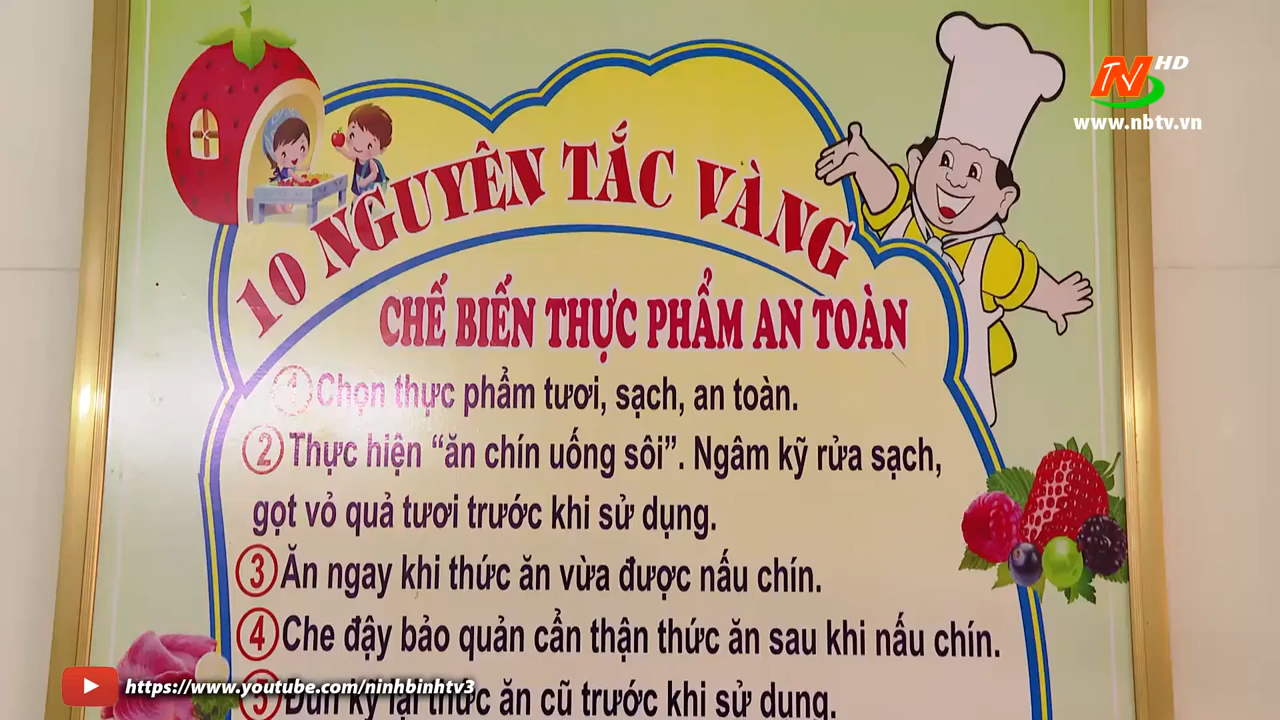 HD
www.nbtv.vn
10 NGUYÊN TẮC VÀNG
CHẾ BIẾN THỰC PHẨM AN TOÀN
1 Chọn thực phẩm tươi, sạch, an toàn.
2 Thực hiện “ăn chín uống sôi”. Ngâm kỹ rửa sạch,
gọt vỏ quả tươi trước khi sử dụng.
3 Ăn ngay khi thức ăn vừa được nấu chín.
4 Che đậy bảo quản cẩn thận thức ăn sau khi nấu chín.
5 Đun kỹ lại thức ăn cũ trước khi sử dụng.
https://www.youtube.com/ninhbinhtv3